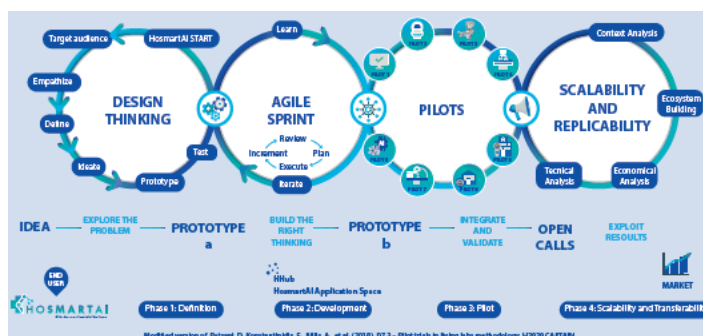 HosmartAI START
Target audience
Empathize
Define
Ideate
Prototype
Test
DESIGN
THINKING
Learn
AGILE
SPRINT
Review
Plan
Execute
Increment
Iterate
PILOTS
SCALABILITY
AND
REPLICABILITY
Context Analysis
Ecosystem
Building
Economical
Analysis
Tecnical
Analysis
IDEA
EXPLORE THE
PROBLEM
PROTOTYPE
a
BUILD THE
RIGHT
THINKING
PROTOTYPE
b
INTEGRATE
AND
VALIDATE
OPEN
CALLS
EXPLOIT
RESOULTS
END
USER
HOSMARTAI
HHub
HosmartAI Application Space
MARKET
Phase 1: Definition
Phase 2: Development
Phase 3: Pilot
Phase 4: Scalability and Transferability